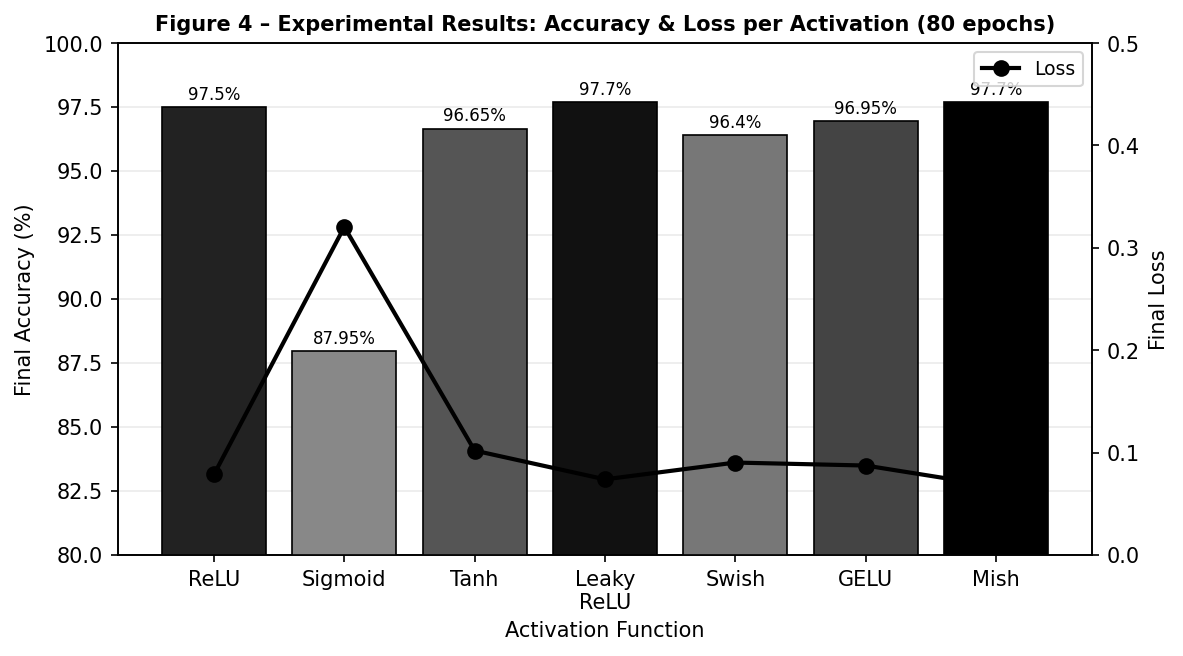 Figure 4 – Experimental Results: Accuracy & Loss per Activation (80 epochs)
100.0
97.5
95.0
92.5
90.0
87.5
85.0
82.5
80.0
Final Accuracy (%)
97.5%
87.95%
96.65%
97.7%
96.4%
96.95%
97.7%
Loss
0.5
0.4
0.3
0.2
0.1
0.0
Final Loss
ReLU
Sigmoid
Tanh
Leaky
ReLU
Swish
GELU
Mish
Activation Function